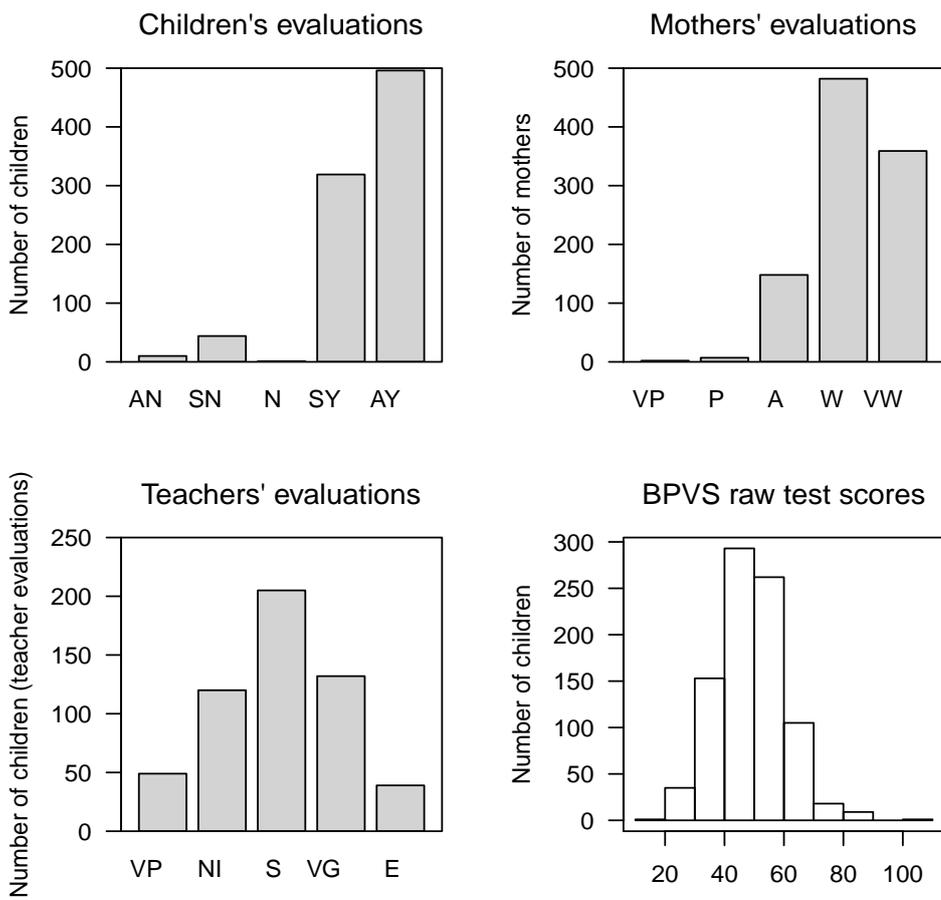 Children's evaluations
Number of children
500
400
300
200
100
0
AN SN N SY AY
Mothers' evaluations
Number of mothers
500
400
300
200
100
0
VP P A W VW
Teachers' evaluations
Number of children (teacher evaluations)
250
200
150
100
50
0
VP NI S VG E
BPVS raw test scores
Number of children
300
250
200
150
100
50
0
20 40 60 80 100